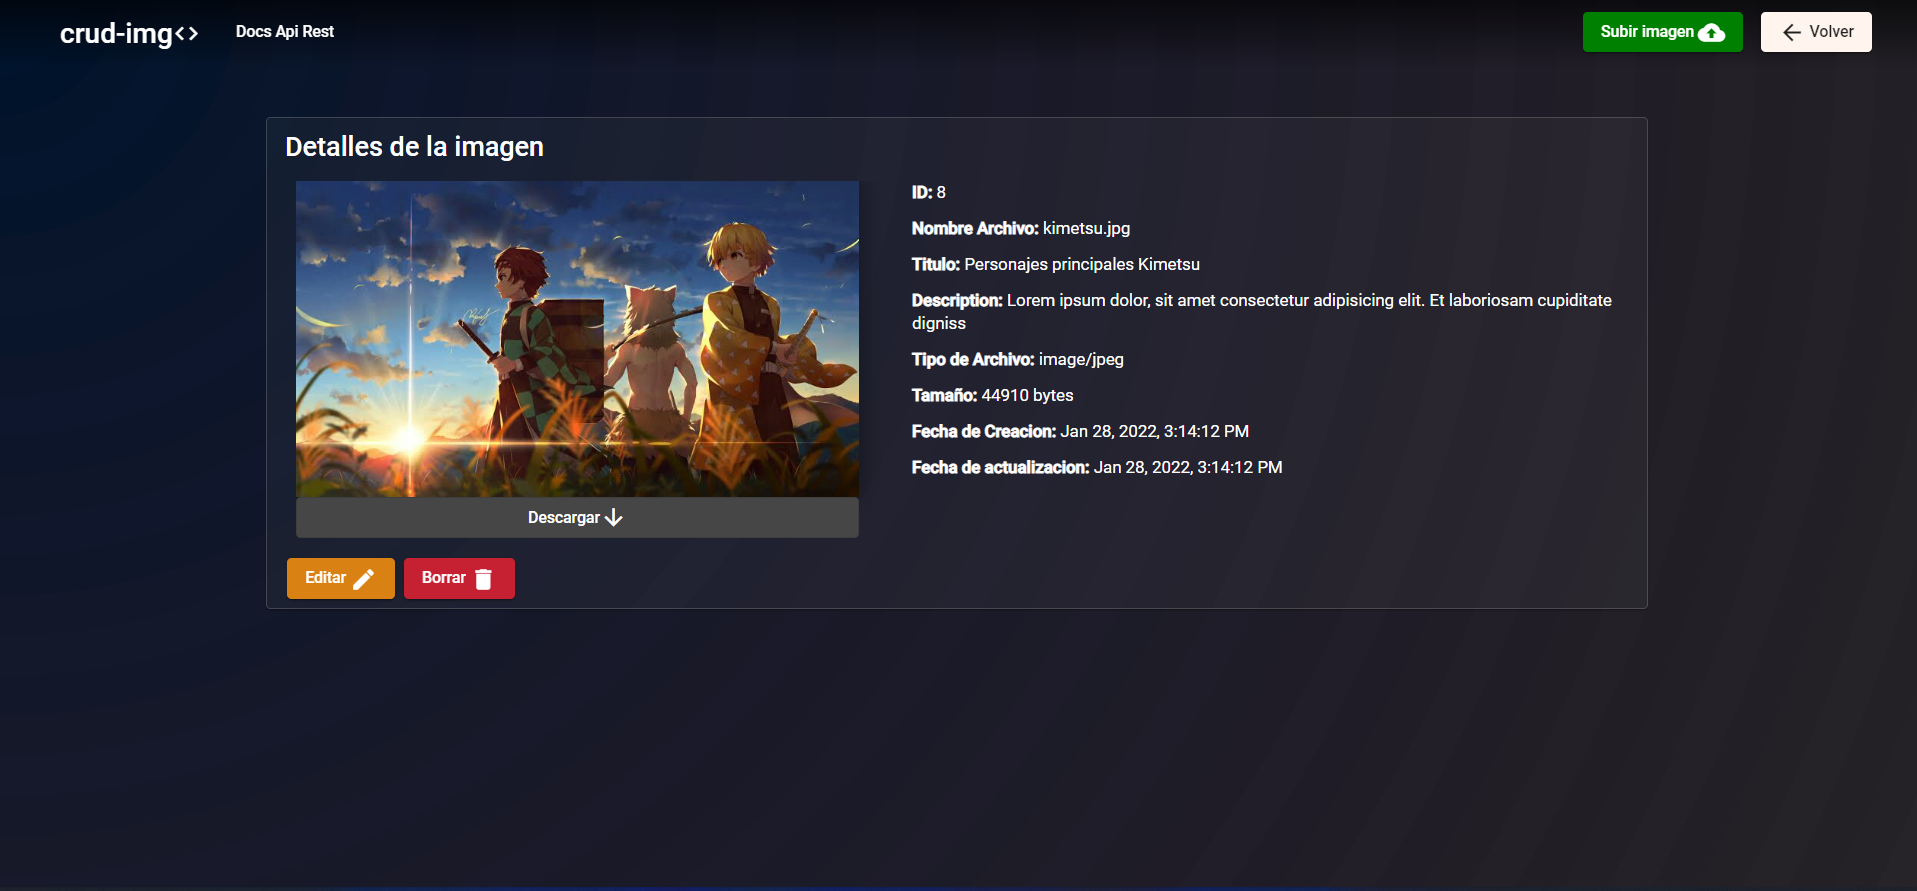 crud-img<>
Docs Api Rest
Subir imagen
Volver
Detalles de la imagen
ID: 8
Nombre Archivo: kimetsu.jpg
Titulo: Personajes principales Kimetsu
Description: Lorem ipsum dolor, sit amet consectetur adipisicing elit. Et laboriosam cupiditate
digniss
Tipo de Archivo: image/jpeg
Tamaño: 44910 bytes
Fecha de Creacion: Jan 28, 2022, 3:14:12 PM
Fecha de actualizacion: Jan 28, 2022, 3:14:12 PM
Descargar
Editar
Borrar